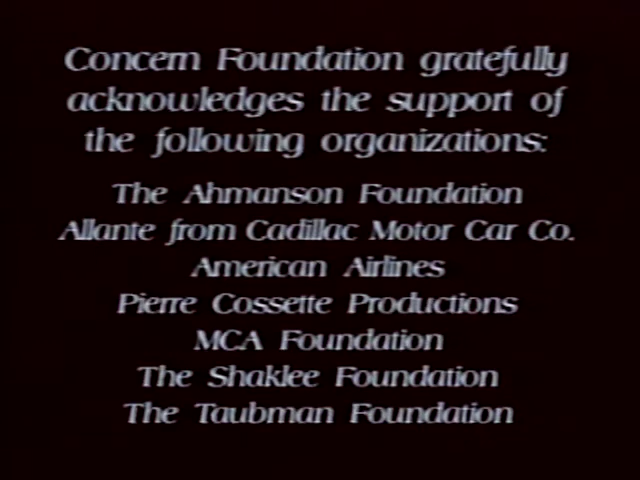 Concern Foundation gratefully
acknowledges the support of
the following organizations:
The Ahmanson Foundation
Allante from Cadillac Motor Car Co.
American Airlines
Pierre Cossette Productions
MCA Foundation
The Shaklee Foundation
The Taubman Foundation